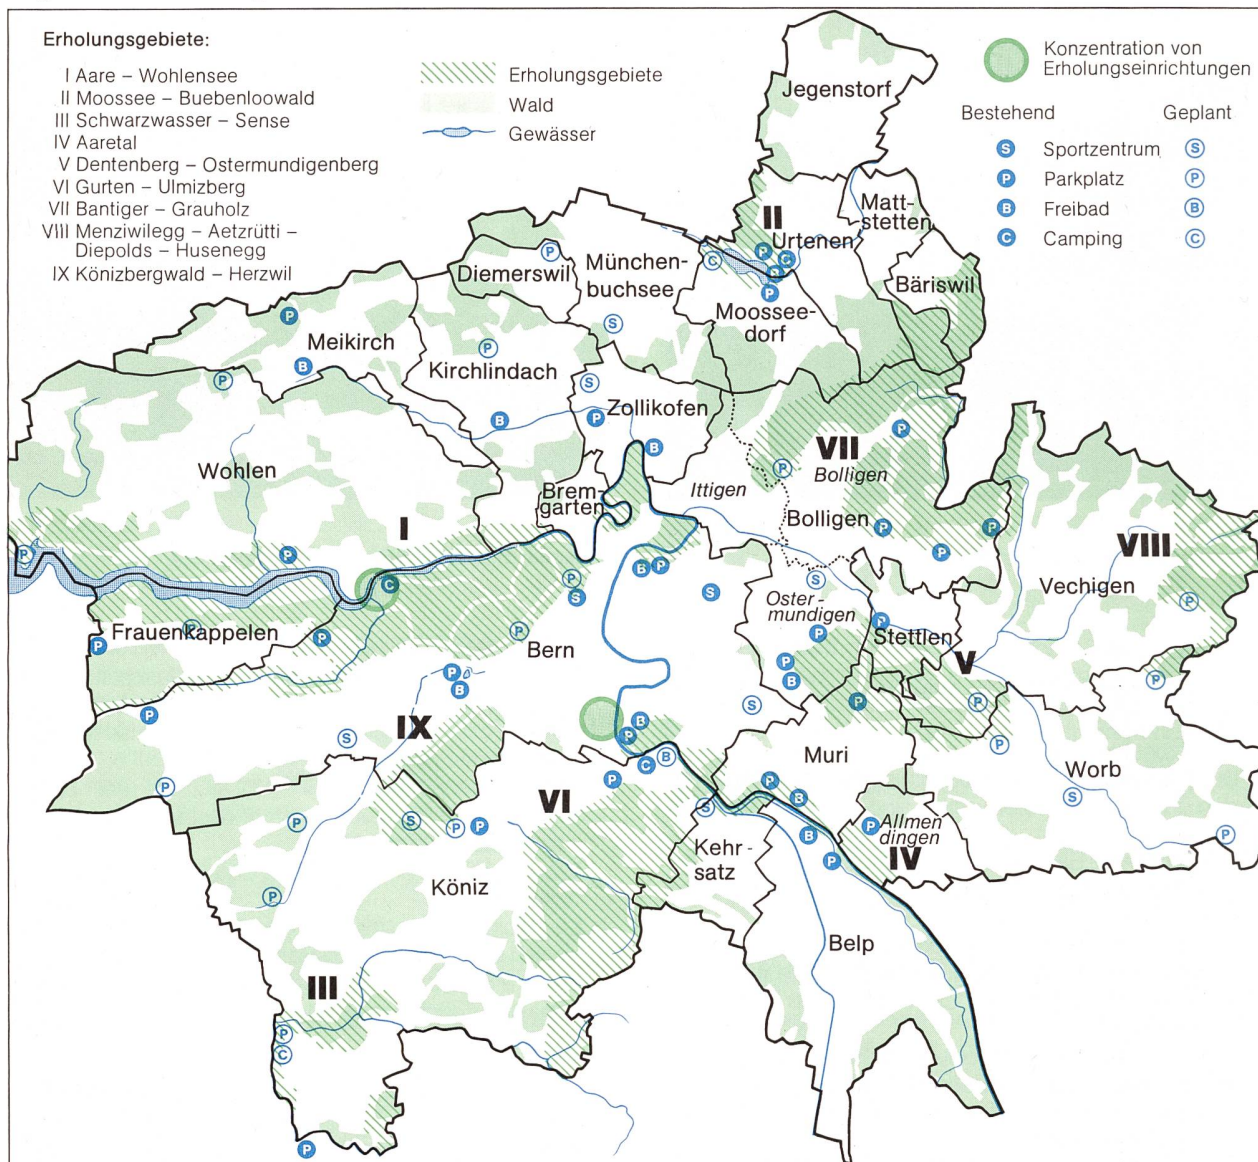 Erholungsgebiete:
I Aare – Wohlensee
II Moossee – Buebenloowald
III Schwarzwasser – Sense
IV Aaretal
V Dentenberg – Ostermundigenberg
VI Gurten – Ulmizberg
VII Bantiger – Grauholz
VIII Menziwilegg – Aetzrütti –
Diepolds – Husenegg
IX Könizbergwald – Herzwil
Erholungsgebiete
Wald
Gewässer
Konzentration von
Erholungseinrichtungen
Bestehend Geplant
S Sportzentrum S
P Parkplatz P
B Freibad B
C Camping C
Jegenstorf
Matt-
stetten
II
Urtenen
P
C
C
P
Bäriswil
Diemerswil
P
München-
buchsee
S
Moossee-
dorf
P
Meikirch
B
P
Kirchlindach
P
B
S
Zollikofen
P
B
VII
Bolligen
P
P
Wohlen
Ittigen
Brem-
garten
Bolligen
P
P
P
I
P
P
C
VIII
Vechigen
P
P
P
S
B
P
S
S
Oster-
mundigen
P
Stettlen
P
V
Frauenkappelen
P
P
P
P
Bern
P
B
P
B
P
P
P
IX
S
P
B
P
S
P
P
Muri
Worb
S
P
P
VI
P
C
B
S
P
B
P
S
P
P
P
Allmen
dingen
P
IV
Kehr-
satz
B
P
Köniz
P
Belp
III
P
C
P